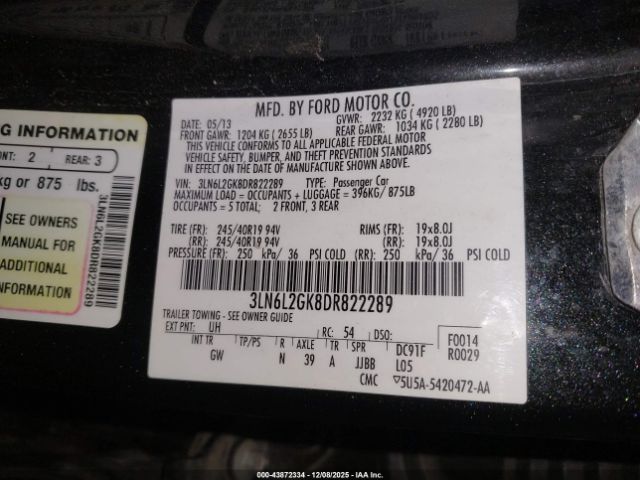 G INFORMATION
ONT: 2 REAR: 3
kg or 875 lbs.
SEE OWNERS
MANUAL FOR
ADDITIONAL
INFORMATION
3LN6L2GK8DR822289
MFD. BY FORD MOTOR CO.
DATE: 05/13 GVWR: 2232 KG ( 4920 LB)
FRONT GAWR: 1204 KG ( 2655 LB) REAR GAWR: 1034 KG ( 2280 LB)
THIS VEHICLE CONFORMS TO ALL APPLICABLE FEDERAL MOTOR
VEHICLE SAFETY, BUMPER, AND THEFT PREVENTION STANDARDS
IN EFFECT ON THE DATE OF MANUFACTURE SHOWN ABOVE.
VIN: 3LN6L2GK8DR822289 TYPE: Passenger Car
MAXIMUM LOAD = OCCUPANTS + LUGGAGE = 396KG/ 875LB
OCCUPANTS = 5 TOTAL; 2 FRONT, 3 REAR
TIRE (FR): 245/40R19 94V RIMS (FR): 19x8.0J
(RR): 245/40R19 94V (RR): 19x8.0J
PRESSURE (FR): 250 kPa/ 36 PSI COLD (RR): 250 kPa/ 36 PSI COLD
3LN6L2GK8DR822289
TRAILER TOWING - SEE OWNER GUIDE
EXT PNT: UH RC: 54 DSO: F0014
R0029
INT TR TP/PS R AXLE TR SPR DC91F
GW N 39 A JJBB L05
CMC ▽5U5A-5420472-AA
000-43872334 | 12/08/2025 | IAA Inc.